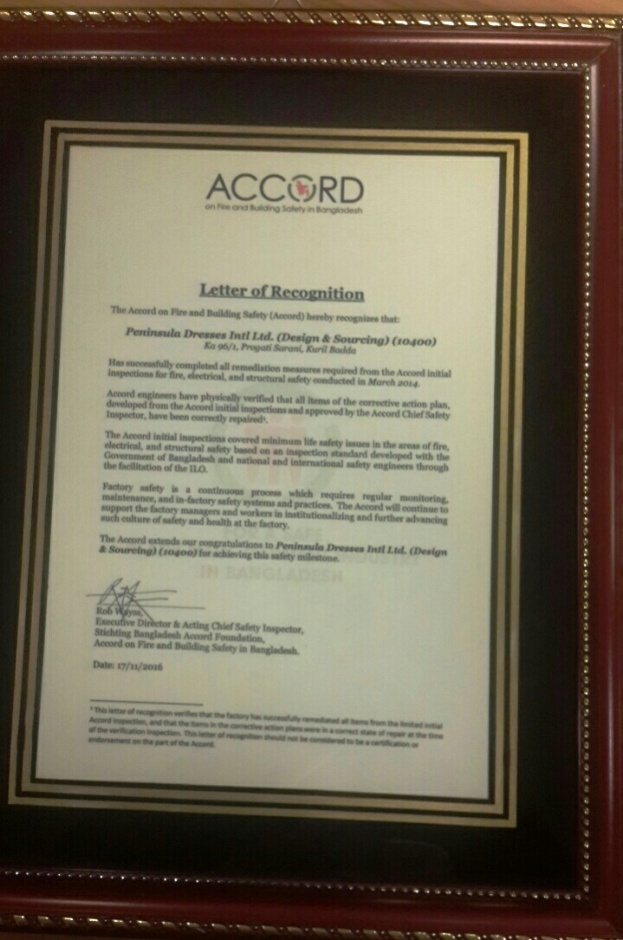 ACCORD
on Fire and Building Safety in Bangladesh
Letter of Recognition
The Accord on Fire and Building Safety (Accord) hereby recognizes that:
Peninsula Dresses Intl Ltd. (Design & Sourcing) (10400)
Ka 96/1, Progati Sarani, Kuril Badda
Has successfully completed all remediation measures required from the Accord initial
inspections for fire, electrical, and structural safety conducted in March 2014.
Accord engineers have physically verified that all items of the corrective action plan,
developed from the Accord initial inspections and approved by the Accord Chief Safety
Inspector, have been correctly repaired¹.
The Accord initial inspections covered minimum life safety issues in the areas of fire,
electrical, and structural safety based on an inspection standard developed with the
Government of Bangladesh and national and international safety engineers through
the facilitation of the ILO.
Factory safety is a continuous process which requires regular monitoring,
maintenance, and in-factory safety systems and practices. The Accord will continue to
support the factory managers and workers in institutionalizing and further advancing
such culture of safety and health at the factory.
The Accord extends our congratulations to Peninsula Dresses Intl Ltd. (Design
& Sourcing) (10400) for achieving this safety milestone.
IN BANGLADESH
Rob Wayss,
Executive Director & Acting Chief Safety Inspector,
Stichting Bangladesh Accord Foundation,
Accord on Fire and Building Safety in Bangladesh.
Date: 17/11/2016
¹ This letter of recognition verifies that the factory has successfully remediated all items from the limited initial
Accord inspection, and that the items in the corrective action plans were in a correct state of repair at the time
of the verification inspection. This letter of recognition should not be considered to be a certification or
endorsement on the part of the Accord.